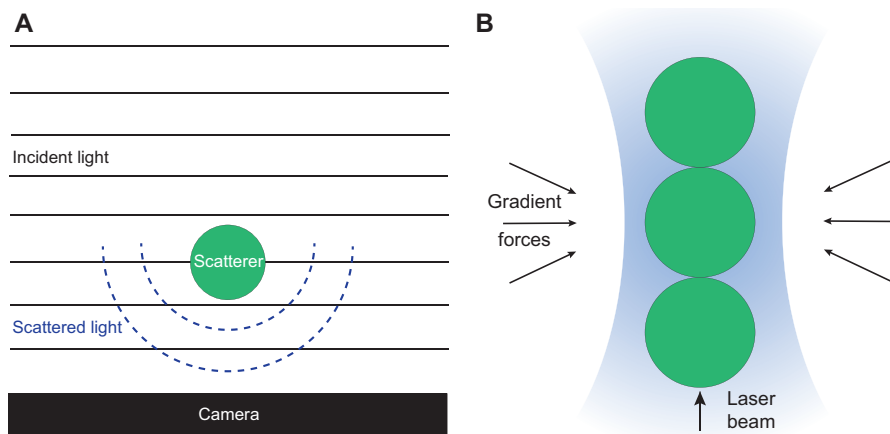 A
Incident light
Scatterer
Scattered light
Camera
B
Gradient
forces
Laser
beam